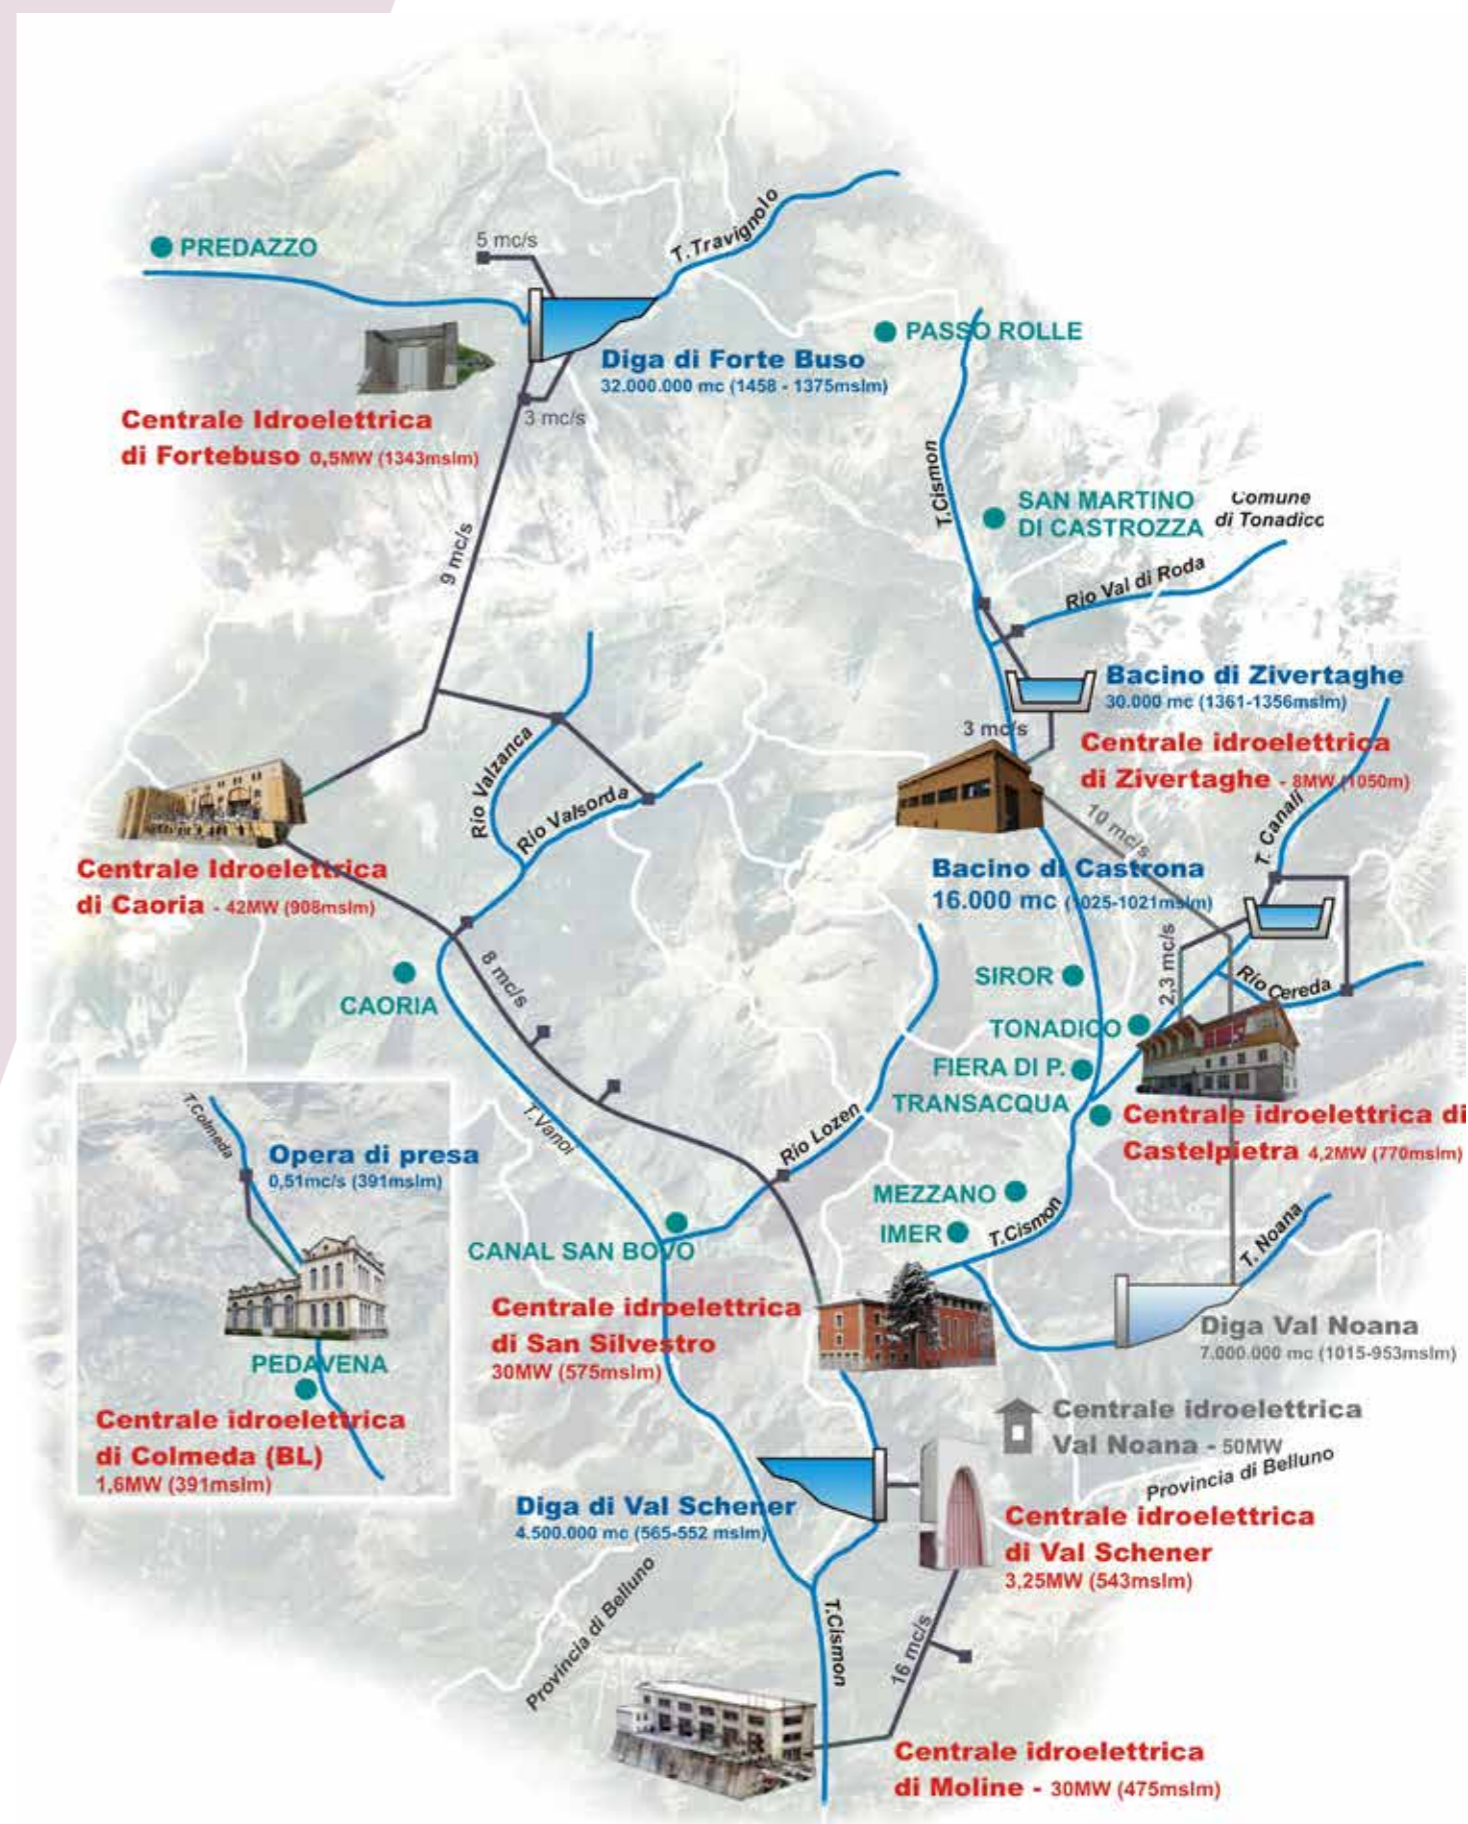 T.Travignolo
PREDAZZO
5 mc/s
PASSO ROLLE
Diga di Forte Buso
32.000.000 mc (1458 - 1375mslm)
Centrale Idroelettrica
di Fortebuso 0,5MW (1343mslm)
3 mc/s
T.Cismon
SAN MARTINO
DI CASTROZZA
Comune
di Tonadico
9 mc/s
Rio Val di Roda
Bacino di Zivertaghe
30.000 mc (1361-1356mslm)
3 mc/s
Centrale idroelettrica
di Zivertaghe - 8MW (1050m)
Rio Valzanca
Rio Valsorda
10 mc/s
T. Canali
Centrale Idroelettrica
di Caoria - 42MW (908mslm)
Bacino di Castrona
16.000 mc (1025-1021mslm)
8 mc/s
2,3 mc/s
CAORIA
SIROR
Rio Cereda
TONADICO
FIERA DI P.
TRANSACQUA
Centrale idroelettrica di
Castelpietra 4,2MW (770mslm)
T.Colmeda
Opera di presa
0,51mc/s (391mslm)
T.Vanoi
Rio Lozen
MEZZANO
IMER
T.Cismon
T. Noana
CANAL SAN BOVO
Centrale idroelettrica
di San Silvestro
30MW (575mslm)
Diga Val Noana
7.000.000 mc (1015-953mslm)
PEDAVENA
Centrale idroelettrica
di Colmeda (BL)
1,6MW (391mslm)
Centrale idroelettrica
Val Noana - 50MW
Provincia di Belluno
Diga di Val Schener
4.500.000 mc (565-552 mslm)
Centrale idroelettrica
di Val Schener
3,25MW (543mslm)
Provincia di Belluno
T.Cismon
16 mc/s
Centrale idroelettrica
di Moline - 30MW (475mslm)